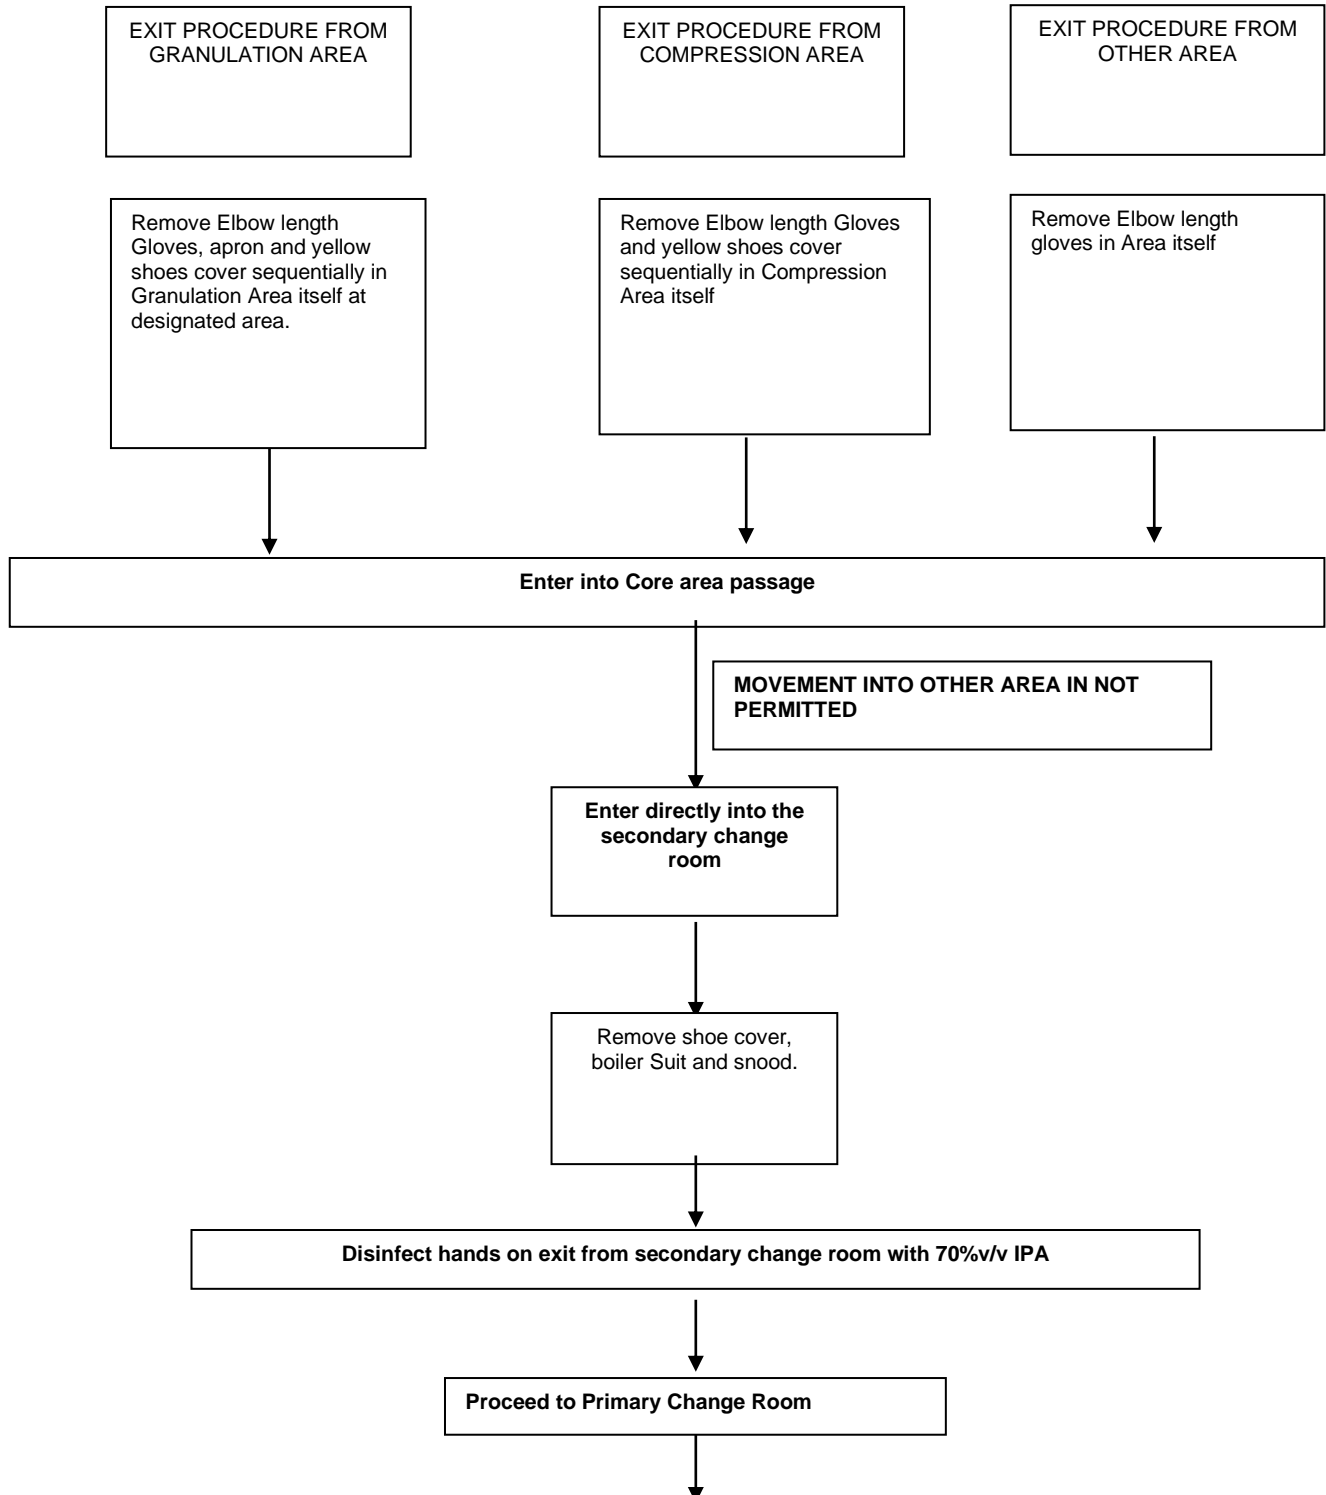 EXIT PROCEDURE FROM
GRANULATION AREA
EXIT PROCEDURE FROM
COMPRESSION AREA
EXIT PROCEDURE FROM
OTHER AREA
Remove Elbow length
Gloves, apron and yellow
shoes cover sequentially in
Granulation Area itself at
designated area.
Remove Elbow length Gloves
and yellow shoes cover
sequentially in Compression
Area itself
Remove Elbow length
gloves in Area itself
Enter into Core area passage
MOVEMENT INTO OTHER AREA IN NOT
PERMITTED
Enter directly into the
secondary change
room
Remove shoe cover,
boiler Suit and snood.
Disinfect hands on exit from secondary change room with 70%v/v IPA
Proceed to Primary Change Room